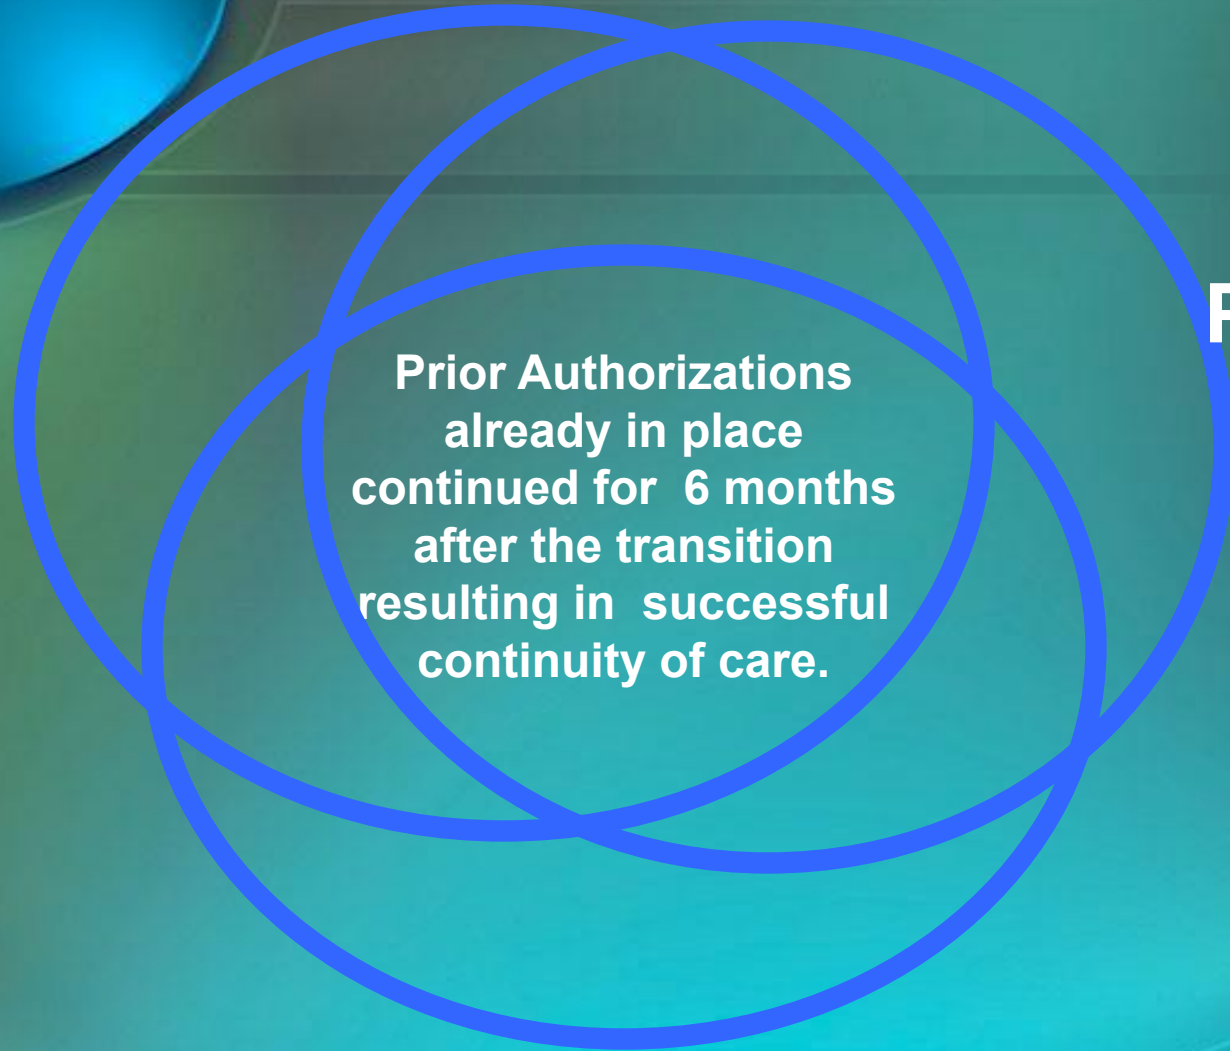 Prior Authorizations
already in place
continued for 6 months
after the transition
resulting in successful
continuity of care.